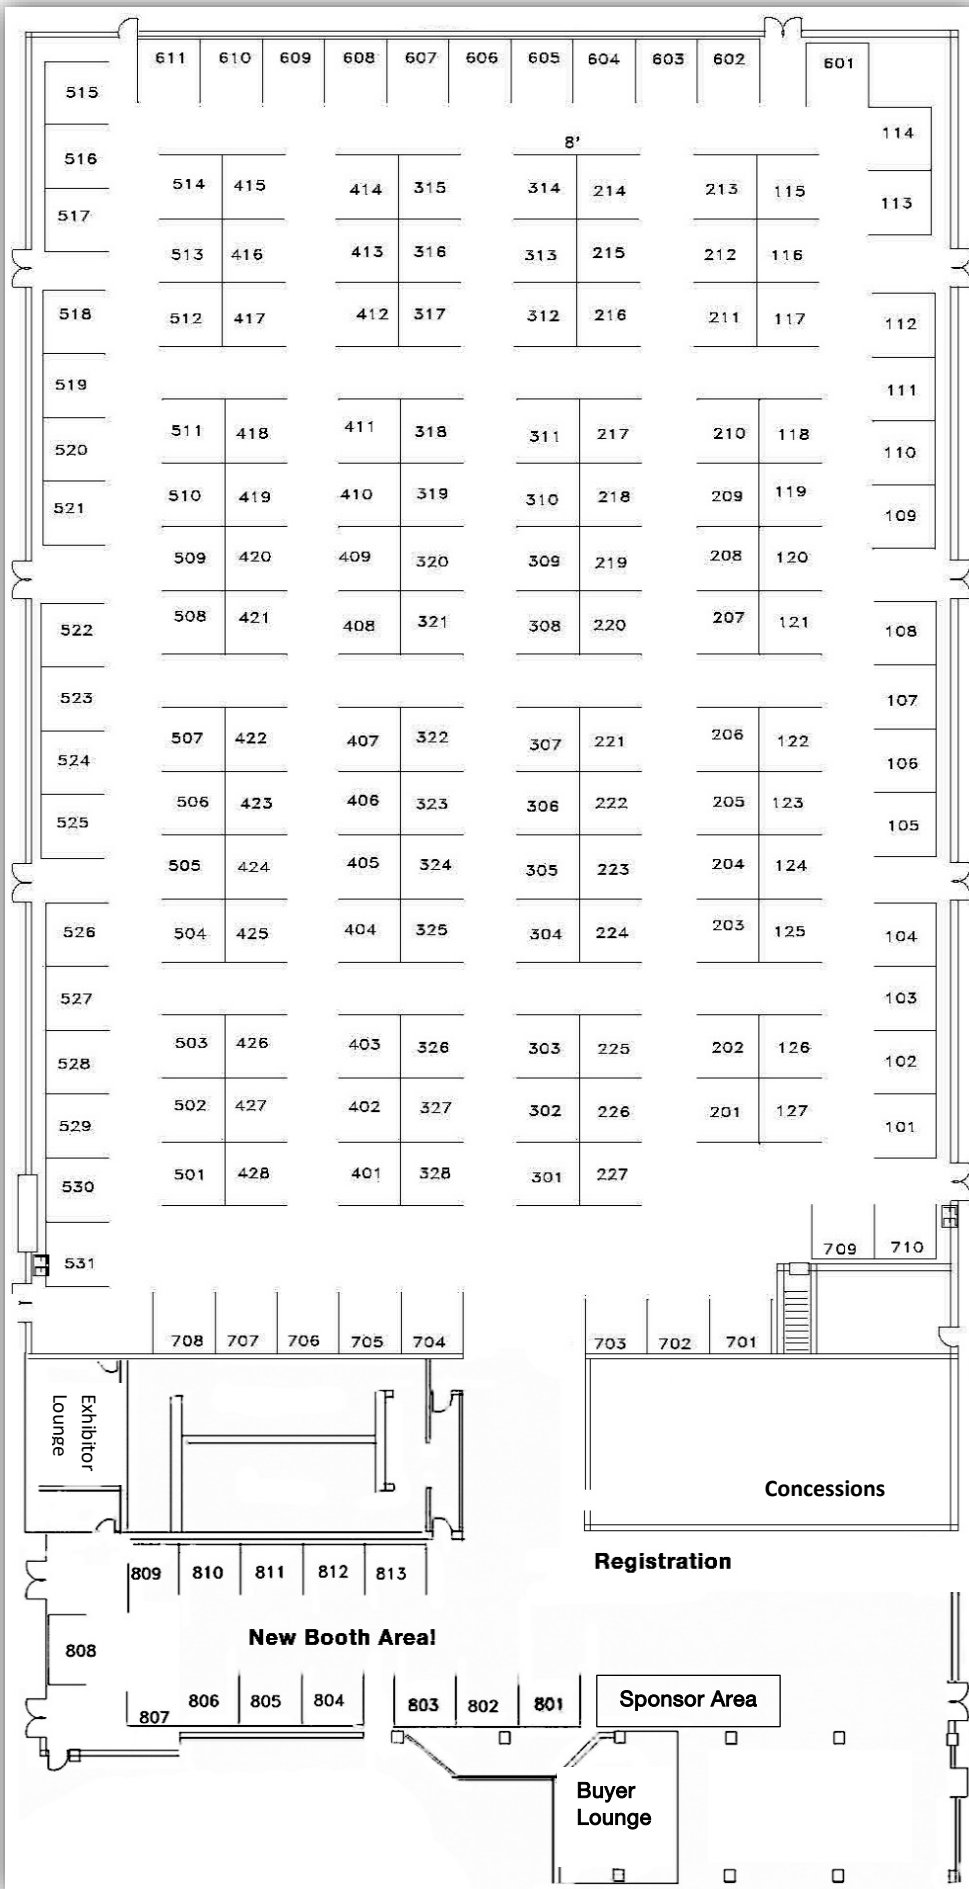 611 610 609 608 607 606 605 604 603 602 601
515
114
8'
516
514 415 414 315 314 214 213 115
113
517
513 416 413 316 313 215 212 116
518 512 417 412 317 312 216 211 117 112
519 111
511 418 411 318 311 217 210 118
520 110
510 419 410 319 310 218 209 119
521 109
509 420 409 320 309 219 208 120
508 421 408 321 308 220 207 121
522 108
523 107
507 422 407 322 307 221 206 122
524 106
506 423 406 323 306 222 205 123
525 105
505 424 405 324 305 223 204 124
526 504 425 404 325 304 224 203 125 104
527 103
503 426 403 326 303 225 202 126
528 102
502 427 402 327 302 226 201 127
529 101
530 501 428 401 328 301 227
709 710
531
708 707 706 705 704 703 702 701
Exhibitor
Lounge
Concessions
Registration
809 810 811 812 813
New Booth Area!
808
807 806 805 804 803 802 801
Sponsor Area
Buyer
Lounge